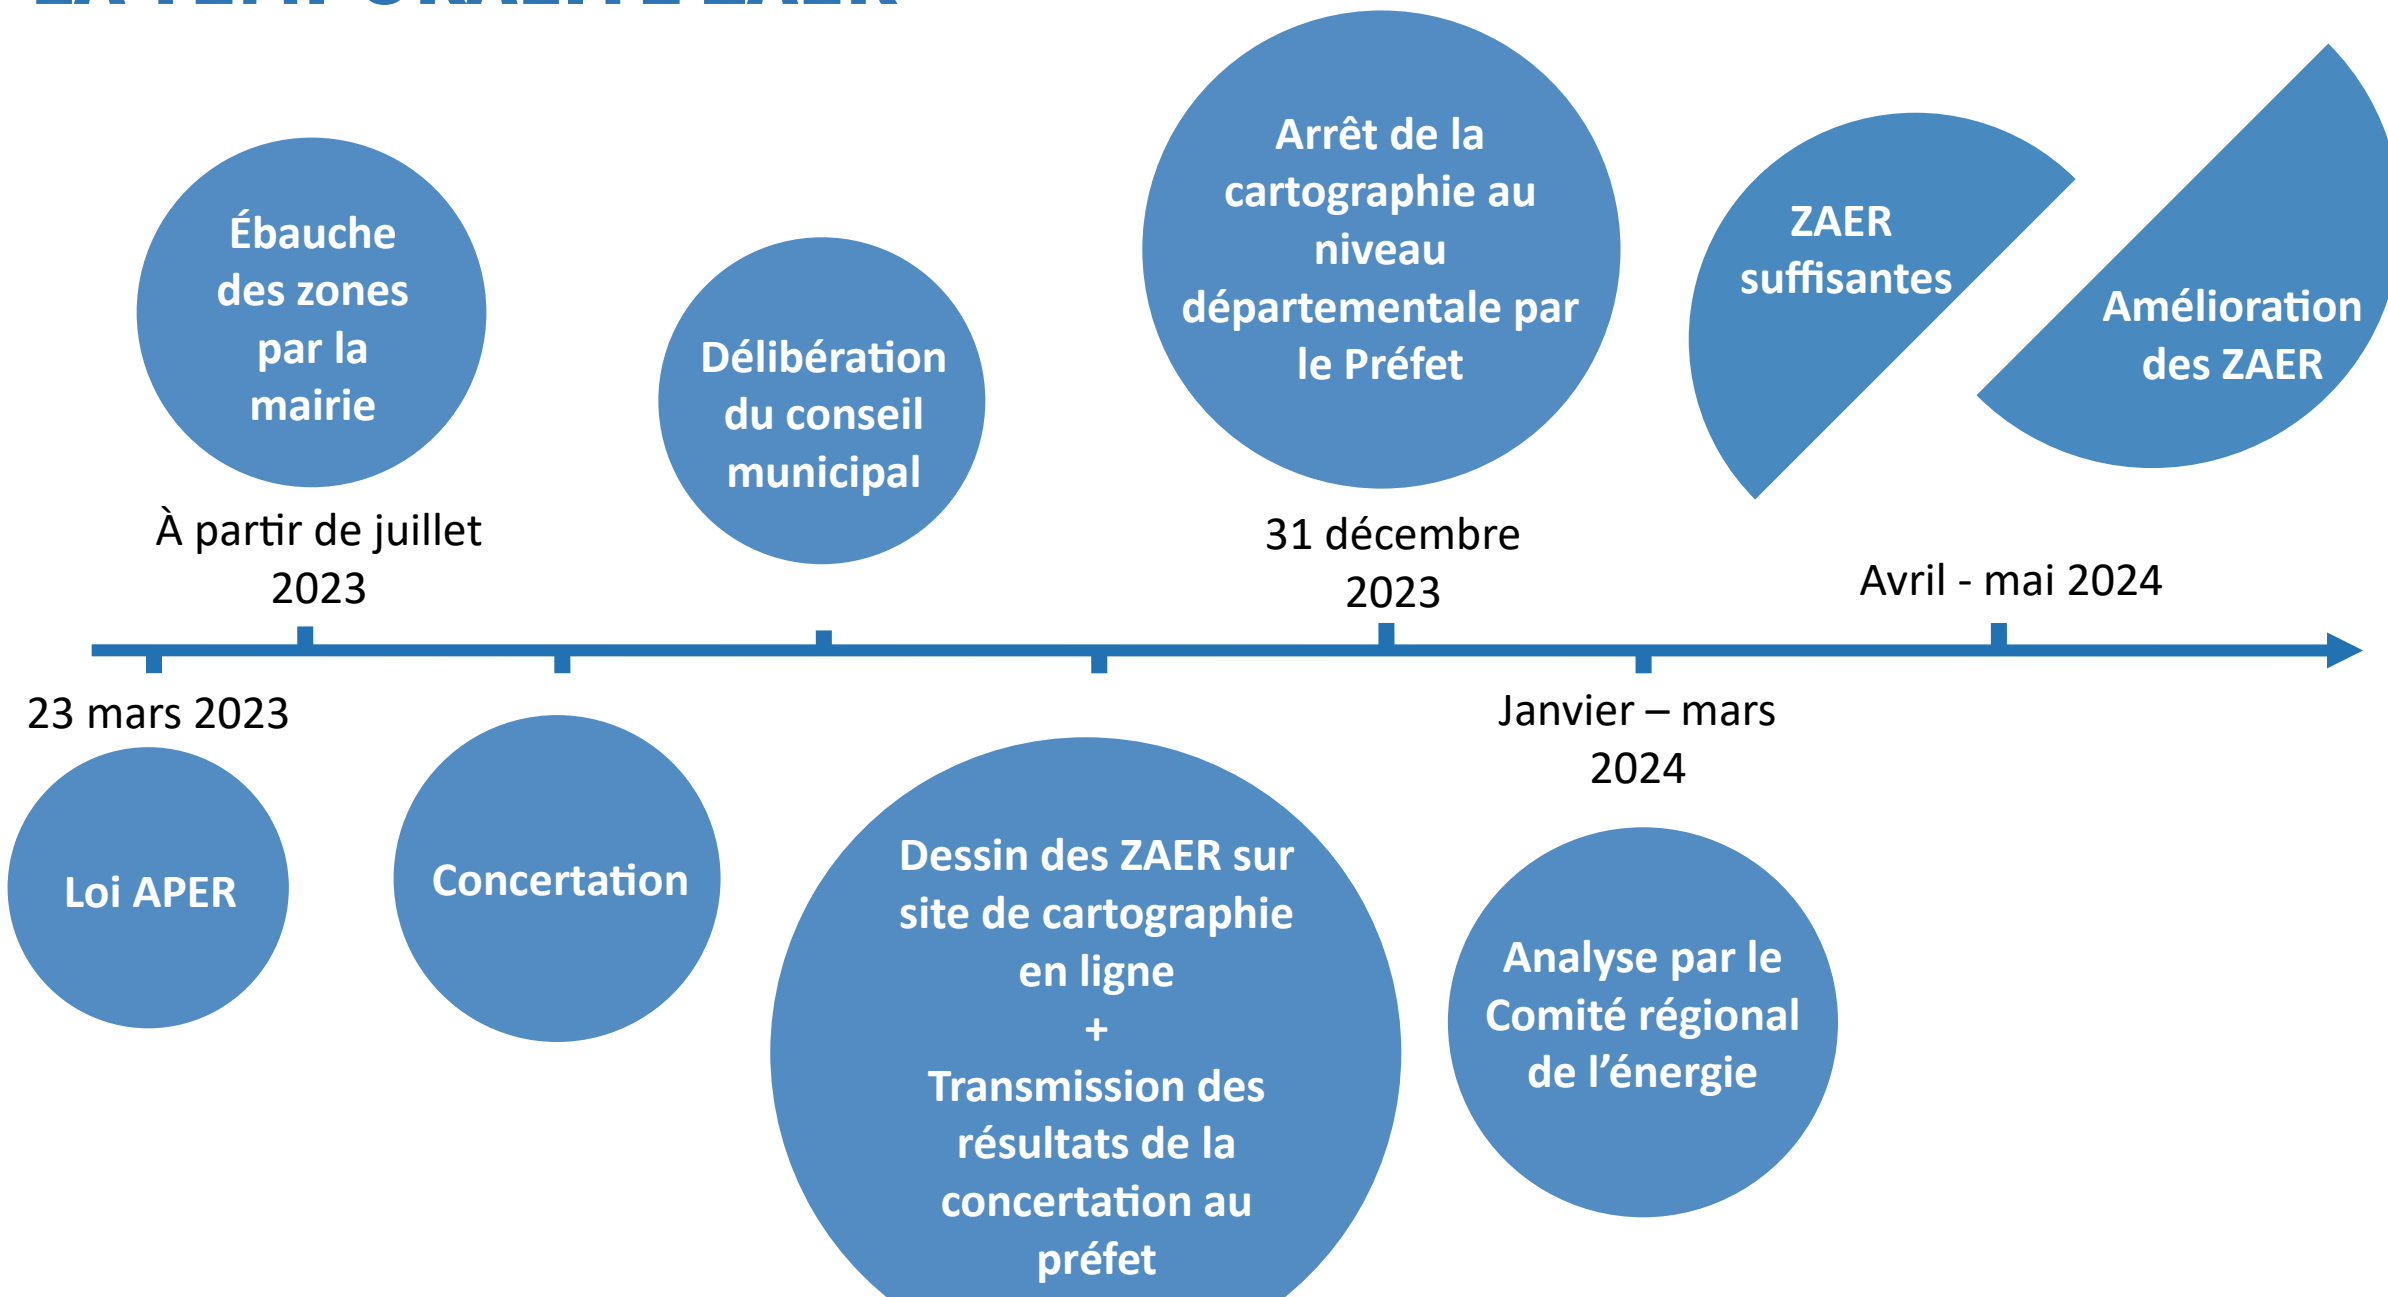 LA TEMPORALITÉ ZAER
Ébauche
des zones
par la
mairie
À partir de juillet
2023
Délibération
du conseil
municipal
Arrêt de la
cartographie au
niveau
départementale par
le Préfet
31 décembre
2023
ZAER
suffisantes
Amélioration
des ZAER
Avril - mai 2024
23 mars 2023
Loi APER
Concertation
Dessin des ZAER sur
site de cartographie
en ligne
+
Transmission des
résultats de la
concertation au
préfet
Janvier – mars
2024
Analyse par le
Comité régional
de l’énergie